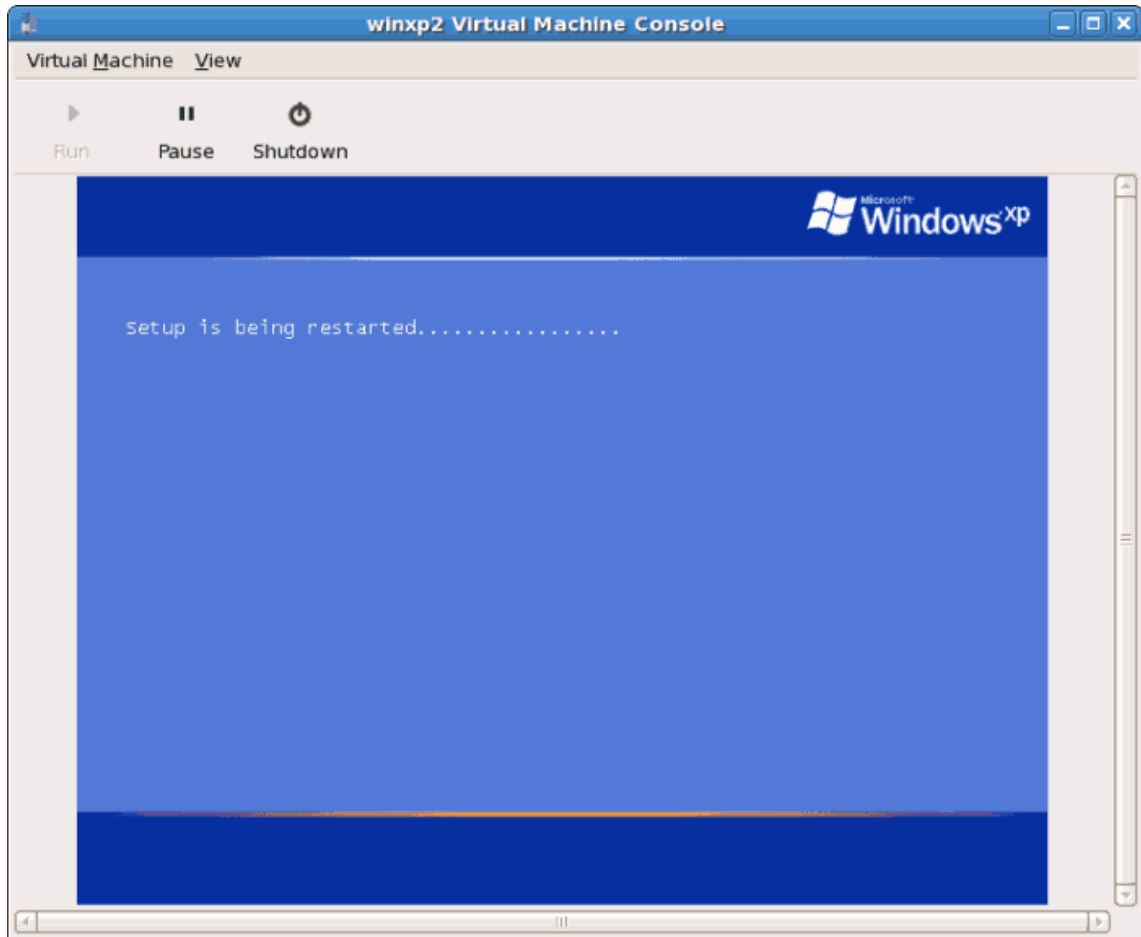 winxp2 Virtual Machine Console
Virtual Machine View
Run Pause Shutdown
Microsoft
Windows xp
Setup is being restarted.................